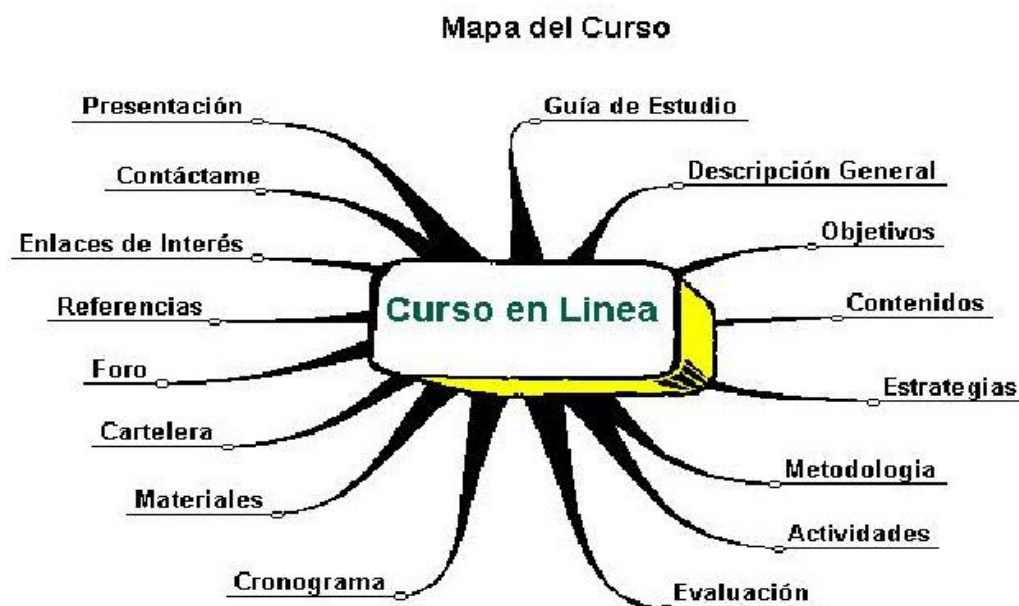 Mapa del Curso
Presentación
Guía de Estudio
Contáctame
Descripción General
Enlaces de Interés
Objetivos
Curso en Linea
Referencias
Contenidos
Foro
Estrategias
Cartelera
Metodologia
Materiales
Actividades
Cronograma
Evaluación